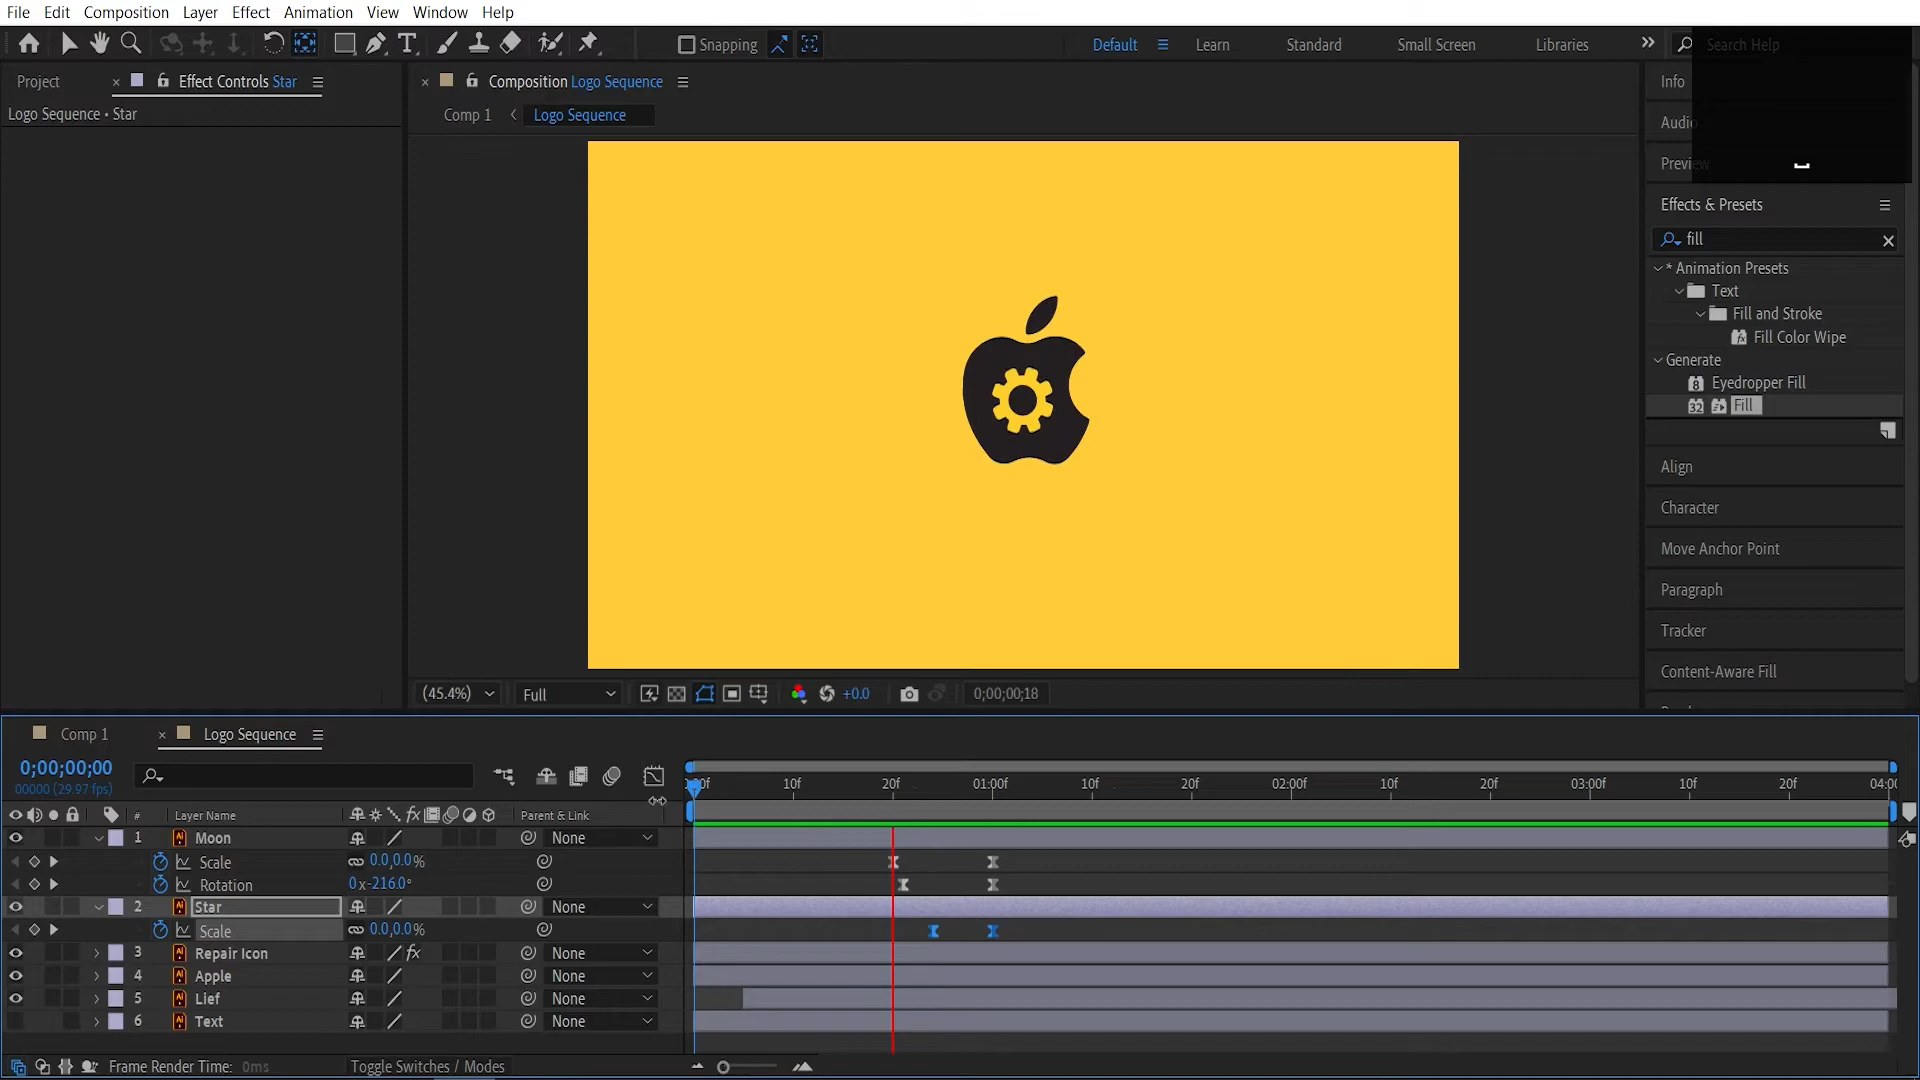 File Edit Composition Layer Effect Animation View Window Help
Snapping Default Learn Standard Small Screen Libraries Search Help
Project Effect Controls Star
Logo Sequence • Star
Composition Logo Sequence
Comp 1 Logo Sequence
Info
Audio
Preview
Effects & Presets
fill
* Animation Presets
Text
Fill and Stroke
Fill Color Wipe
Generate
Eyedropper Fill
Fill
Align
Character
Move Anchor Point
Paragraph
Tracker
Content-Aware Fill
(45.4%) Full +0.0 0;00;00;18
Comp 1 Logo Sequence
0;00;00;00
00000 (29.97 fps)
10f 20f 01:00f 10f 20f 02:00f 10f 20f 03:00f 10f 20f
# Layer Name Parent & Link
1 Moon None
Scale 0.0,0.0%
Rotation 0x-216.0°
2 Star None
Scale 0.0,0.0%
3 Repair Icon fx None
4 Apple None
5 Lief None
6 Text None
Frame Render Time: 0ms Toggle Switches / Modes